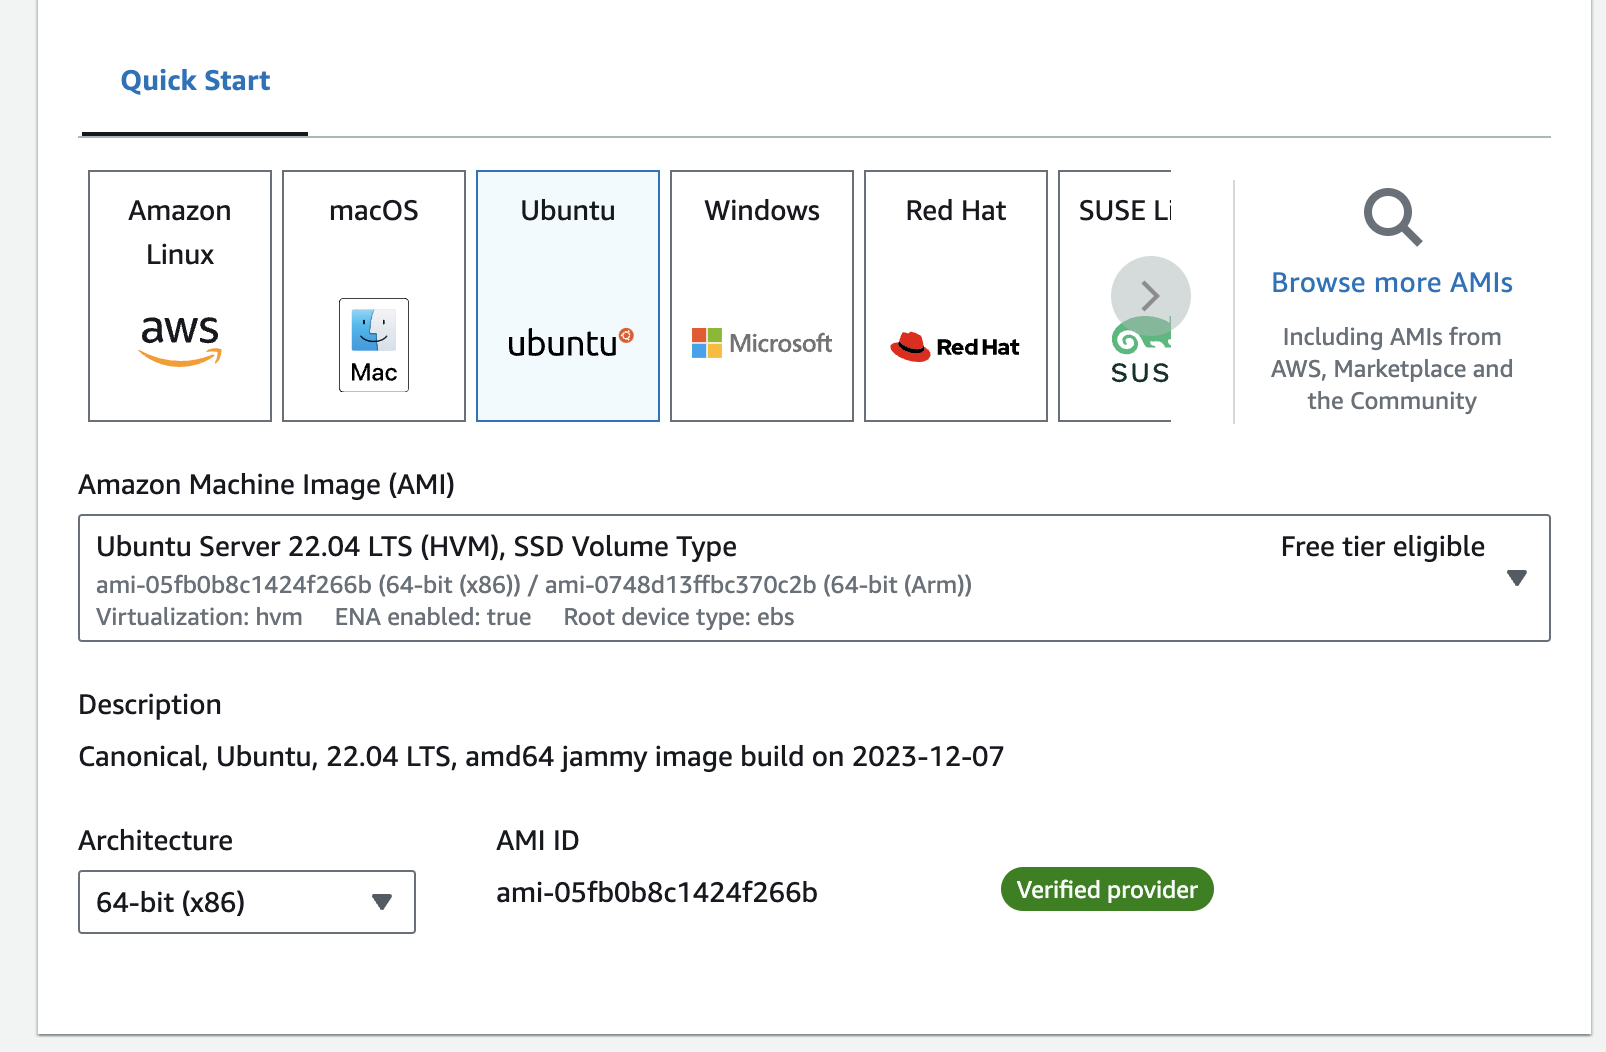 Quick Start
Amazon
Linux
aws
macOS
Mac
Ubuntu
ubuntu
Windows
Microsoft
Red Hat
Red Hat
SUSE Li
SUS
Browse more AMIs
Including AMIs from
AWS, Marketplace and
the Community
Amazon Machine Image (AMI)
Ubuntu Server 22.04 LTS (HVM), SSD Volume Type
Free tier eligible
ami-05fb0b8c1424f266b (64-bit (x86)) / ami-0748d13ffbc370c2b (64-bit (Arm))
Virtualization: hvm ENA enabled: true Root device type: ebs
Description
Canonical, Ubuntu, 22.04 LTS, amd64 jammy image build on 2023-12-07
Architecture
64-bit (x86)
AMI ID
ami-05fb0b8c1424f266b
Verified provider